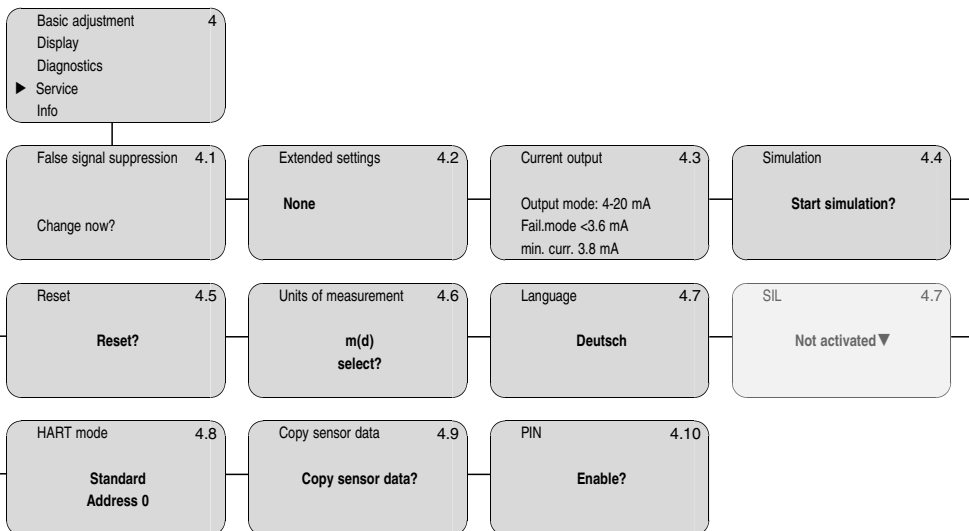 Basic adjustment 4
Display
Diagnostics
▶ Service
Info
False signal suppression 4.1
Change now?
Extended settings 4.2
None
Current output 4.3
Output mode: 4-20 mA
Fail.mode <3.6 mA
min. curr. 3.8 mA
Simulation 4.4
Start simulation?
Reset 4.5
Reset?
Units of measurement 4.6
m(d)
select?
Language 4.7
Deutsch
SIL 4.7
Not activated▼
HART mode 4.8
Standard
Address 0
Copy sensor data 4.9
Copy sensor data?
PIN 4.10
Enable?